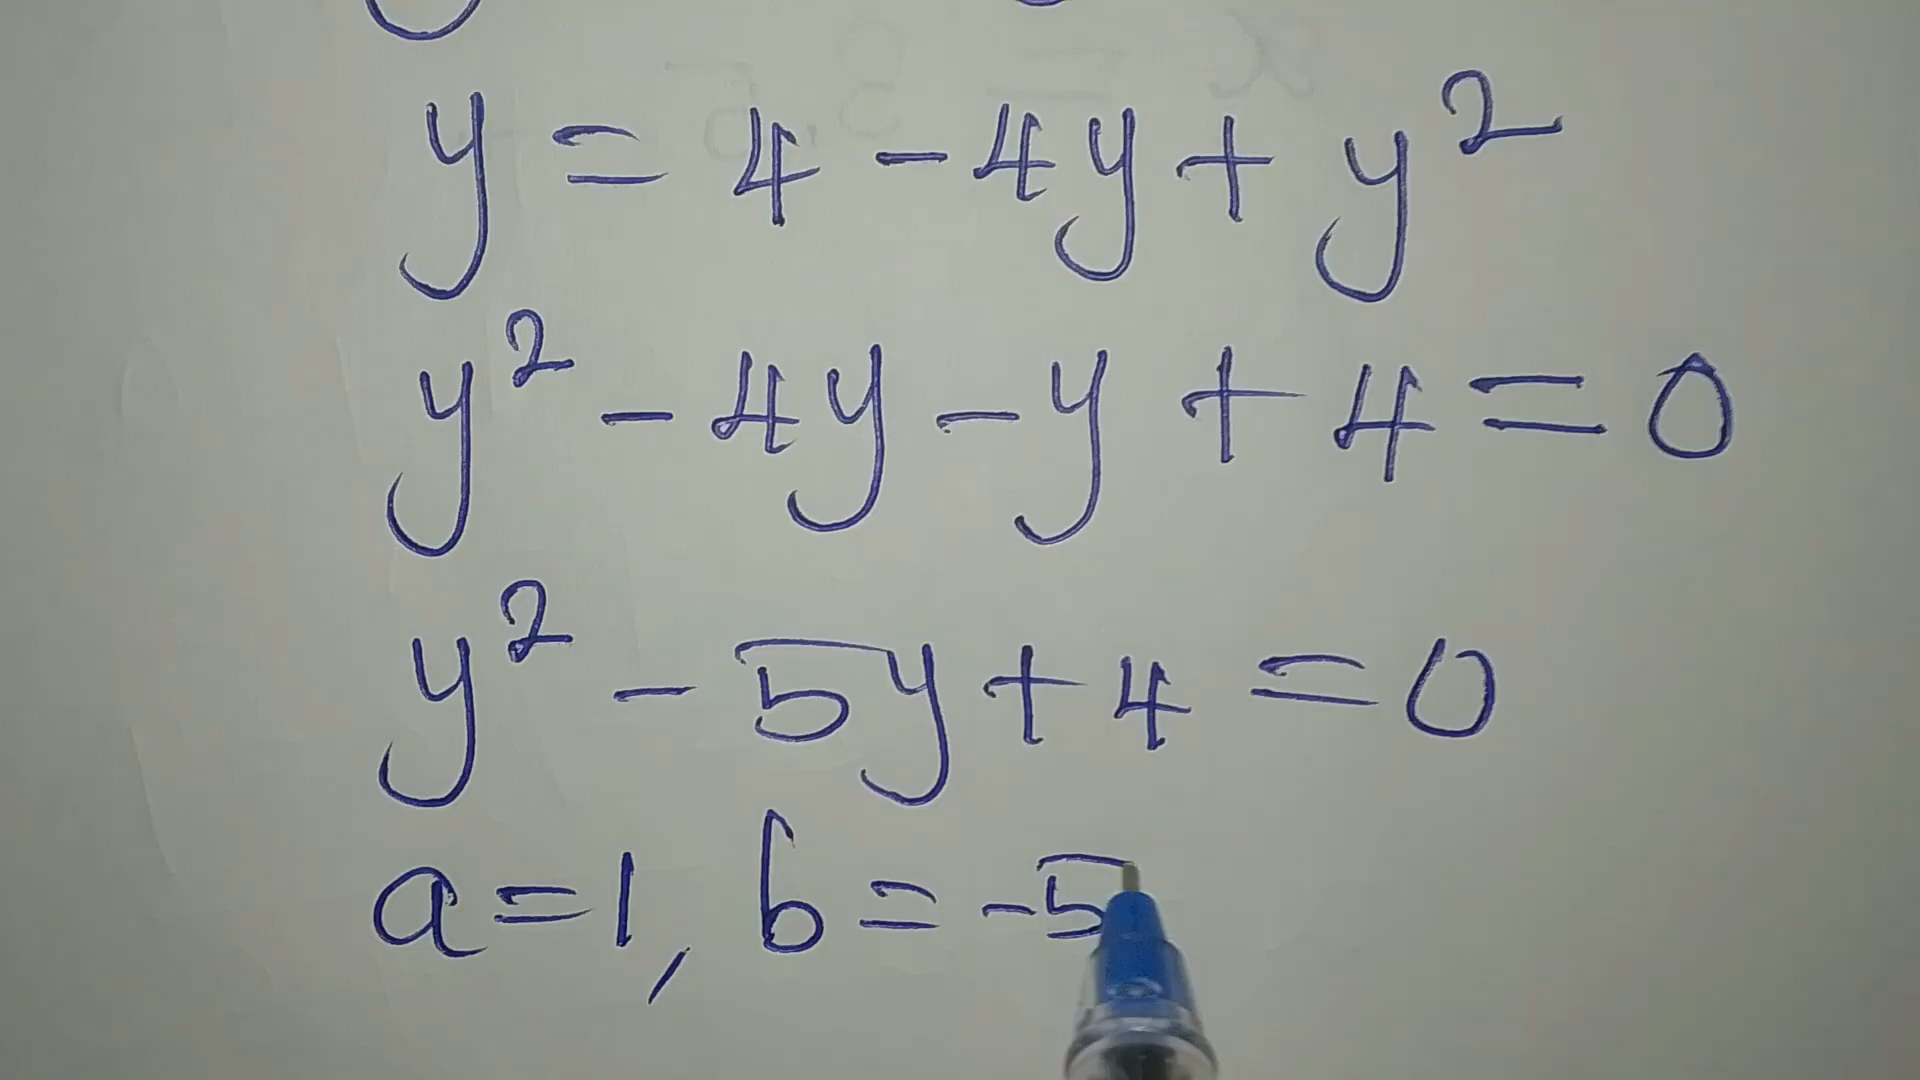 y = 4 - 4y + y²
y² - 4y - y + 4 = 0
y² - 5y + 4 = 0
a = 1, b = -5